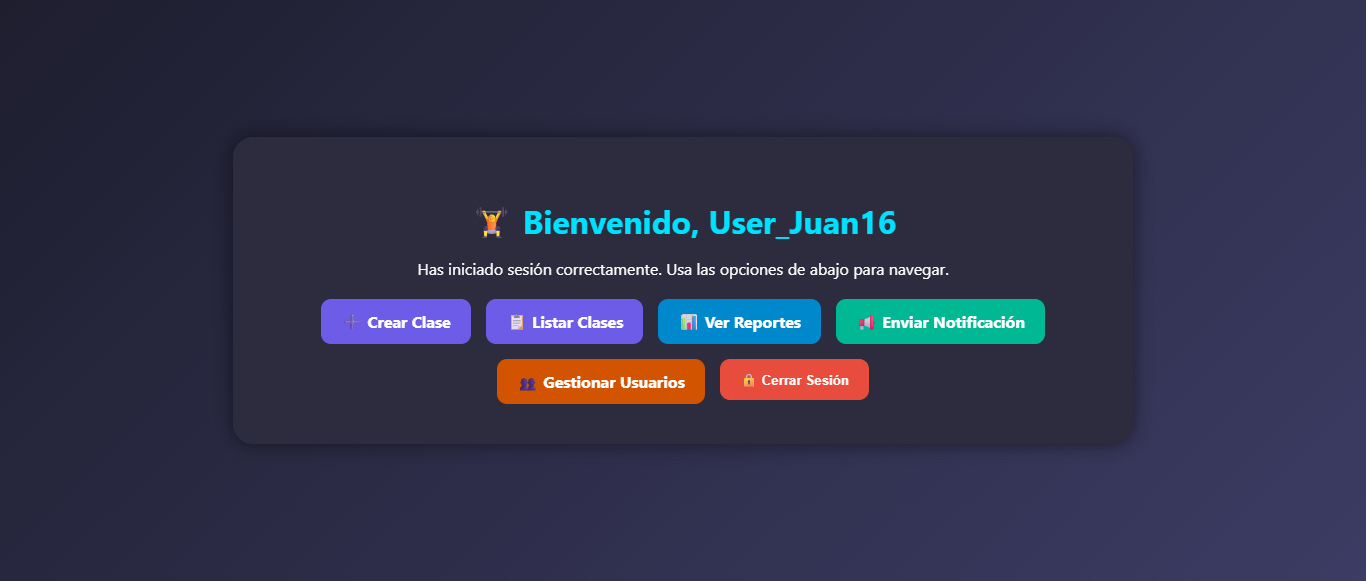 Bienvenido, User_Juan16
Has iniciado sesión correctamente. Usa las opciones de abajo para navegar.
Crear Clase
Listar Clases
Ver Reportes
Enviar Notificación
Gestionar Usuarios
Cerrar Sesión